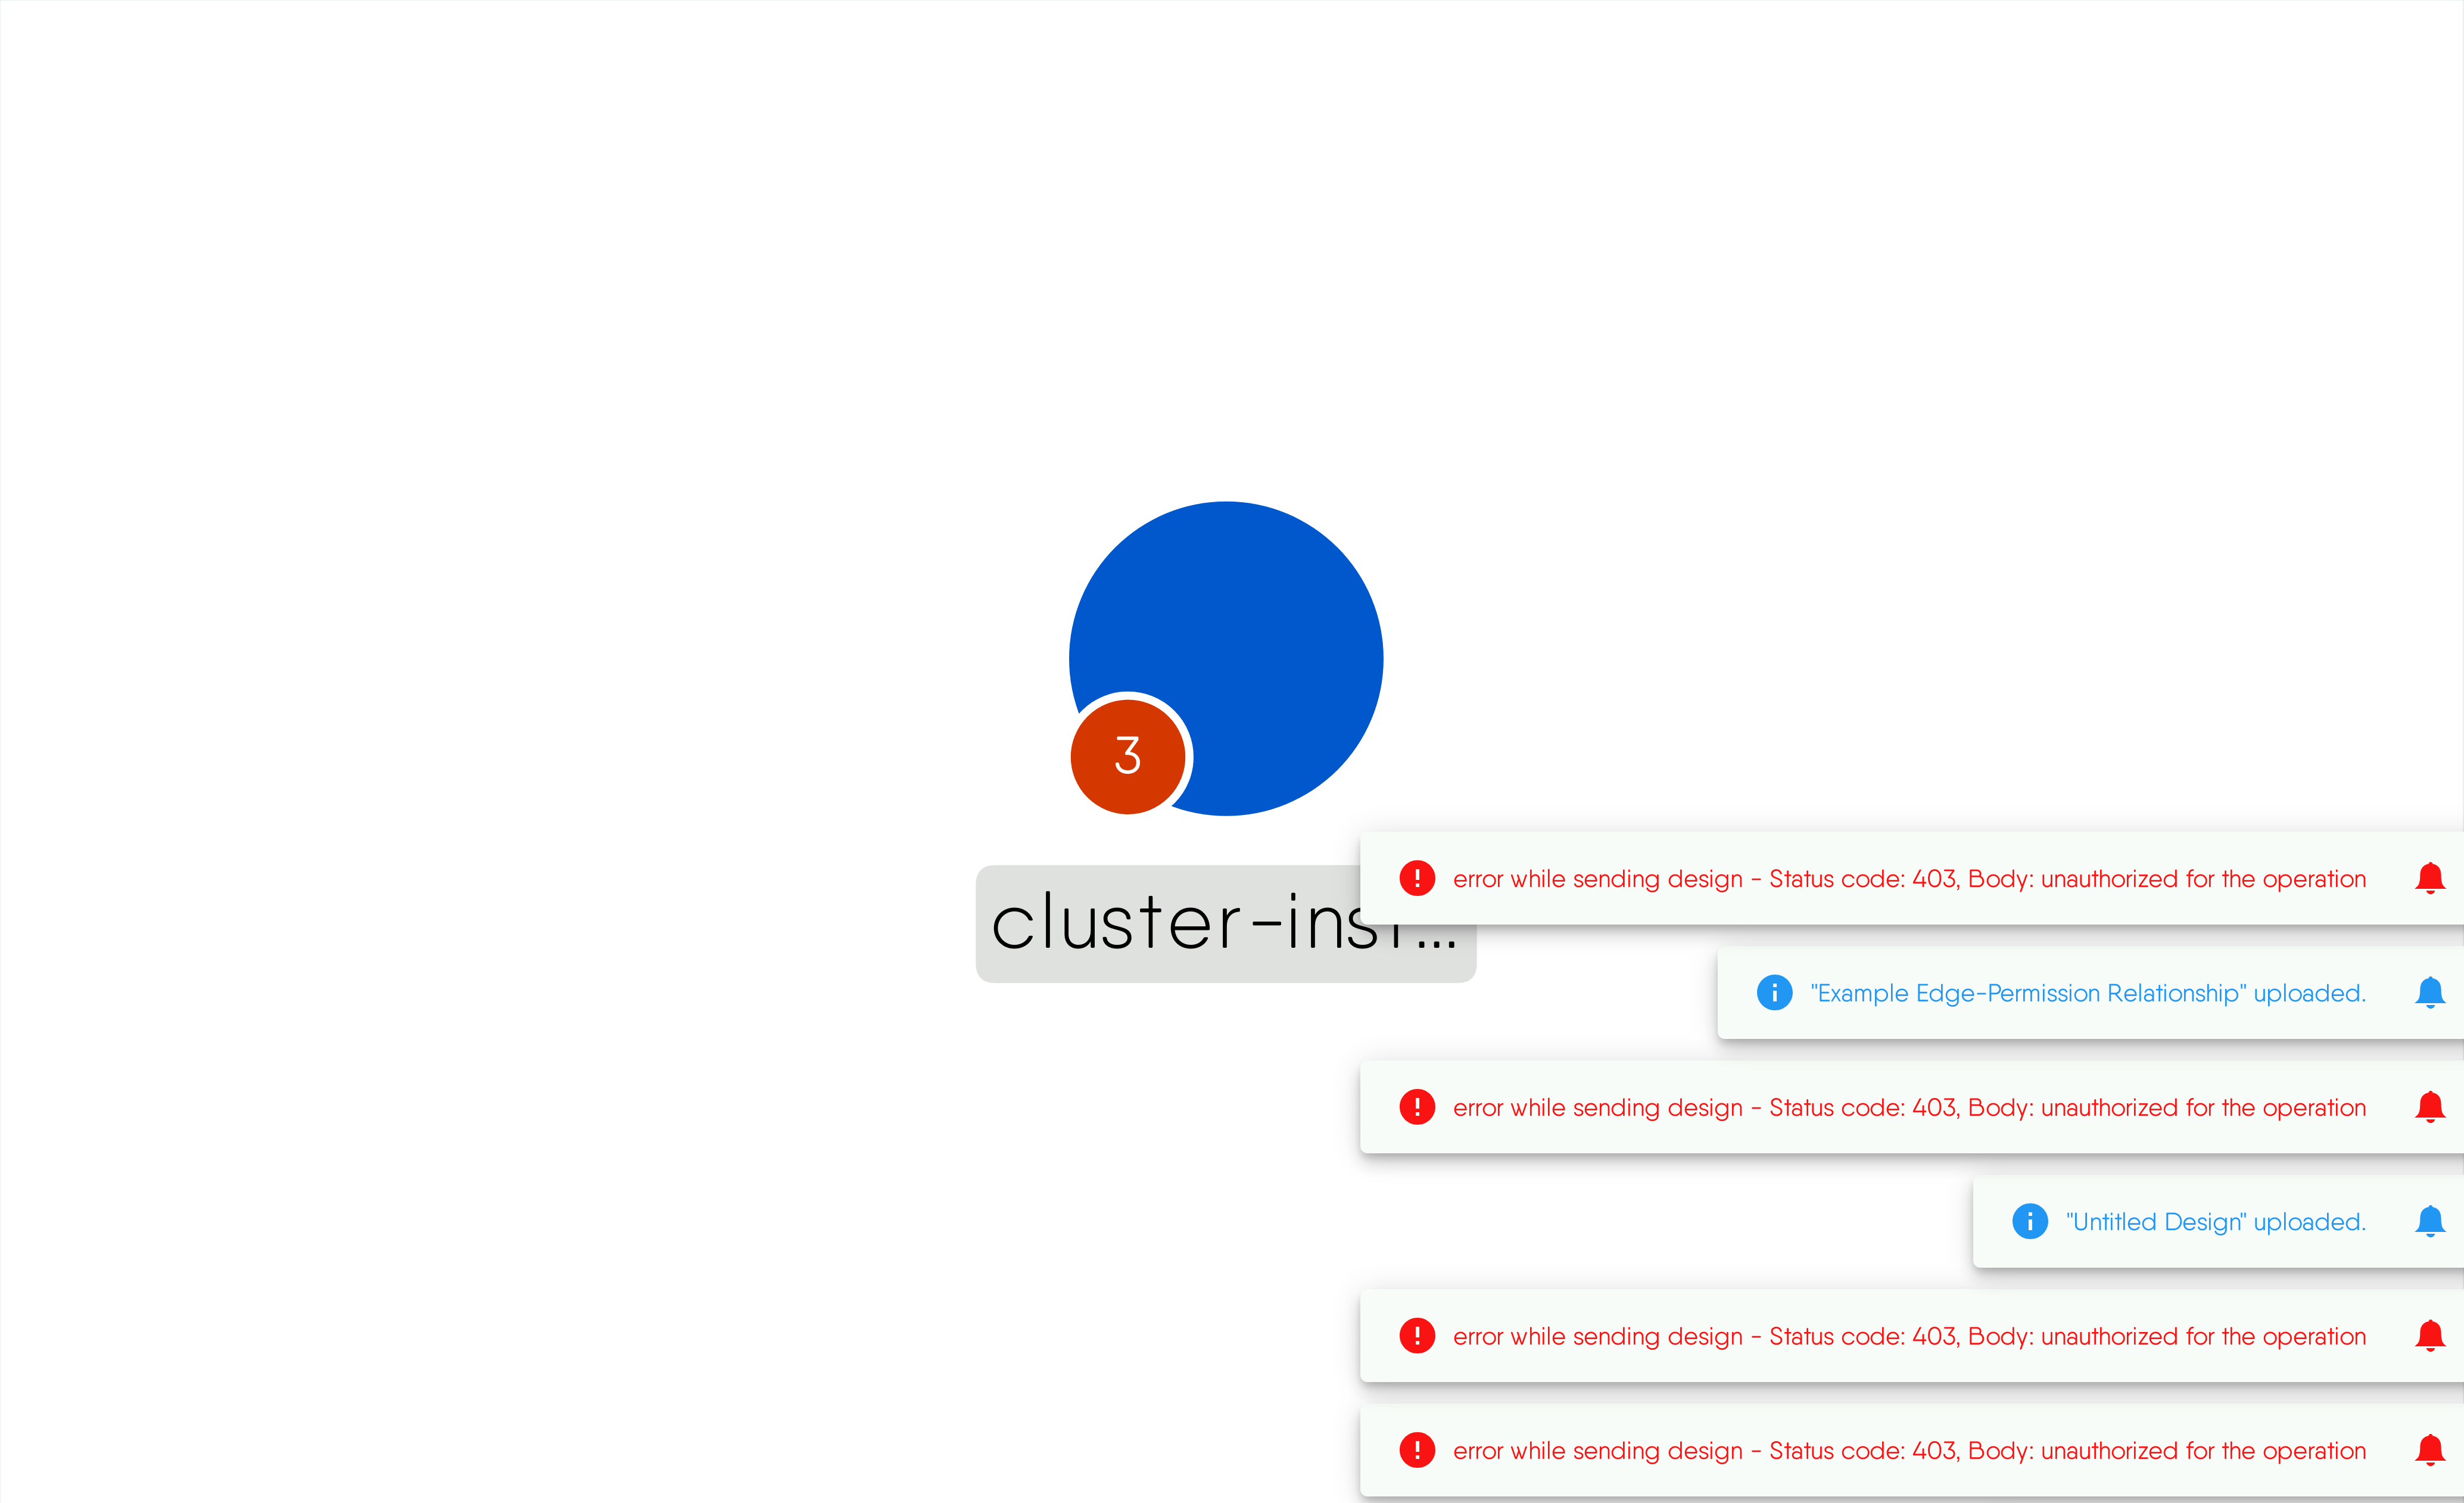 3
cluster-inst...
error while sending design - Status code: 403, Body: unauthorized for the operation
"Example Edge-Permission Relationship" uploaded.
error while sending design - Status code: 403, Body: unauthorized for the operation
"Untitled Design" uploaded.
error while sending design - Status code: 403, Body: unauthorized for the operation
error while sending design - Status code: 403, Body: unauthorized for the operation